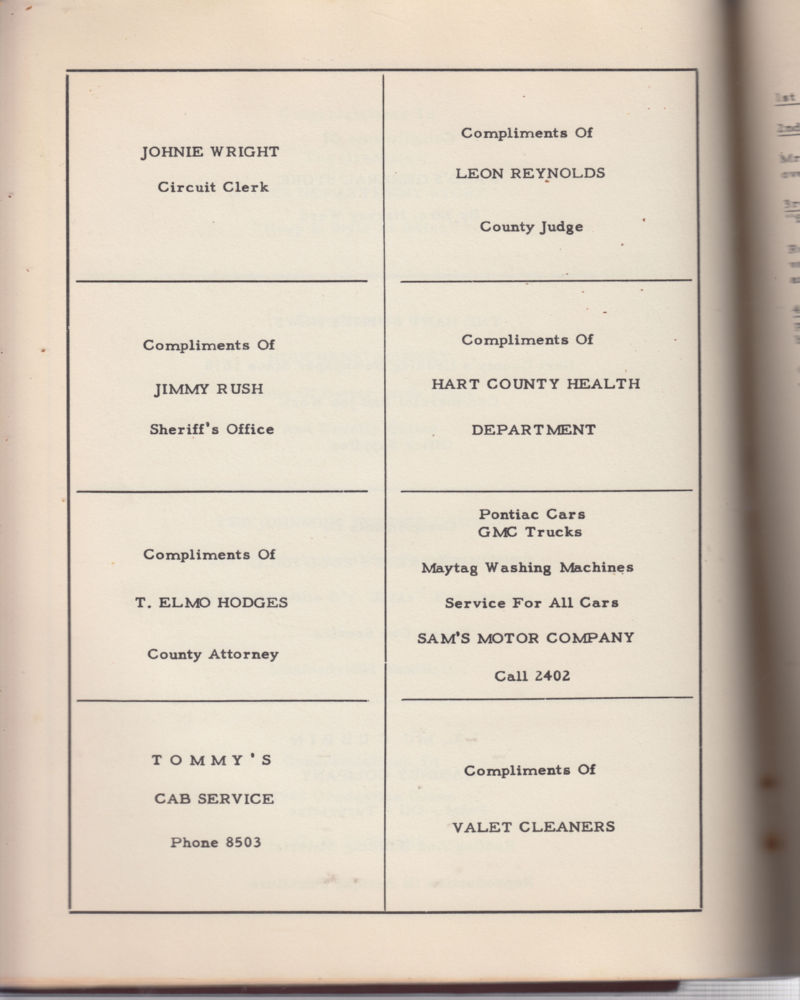 JOHNIE WRIGHT
Circuit Clerk
Compliments Of
LEON REYNOLDS
County Judge
Compliments Of
JIMMY RUSH
Sheriff's Office
Compliments Of
HART COUNTY HEALTH
DEPARTMENT
Compliments Of
T. ELMO HODGES
County Attorney
Pontiac Cars
GMC Trucks
Maytag Washing Machines
Service For All Cars
SAM'S MOTOR COMPANY
Call 2402
TOMMY'S
CAB SERVICE
Phone 8503
Compliments Of
VALET CLEANERS
1st